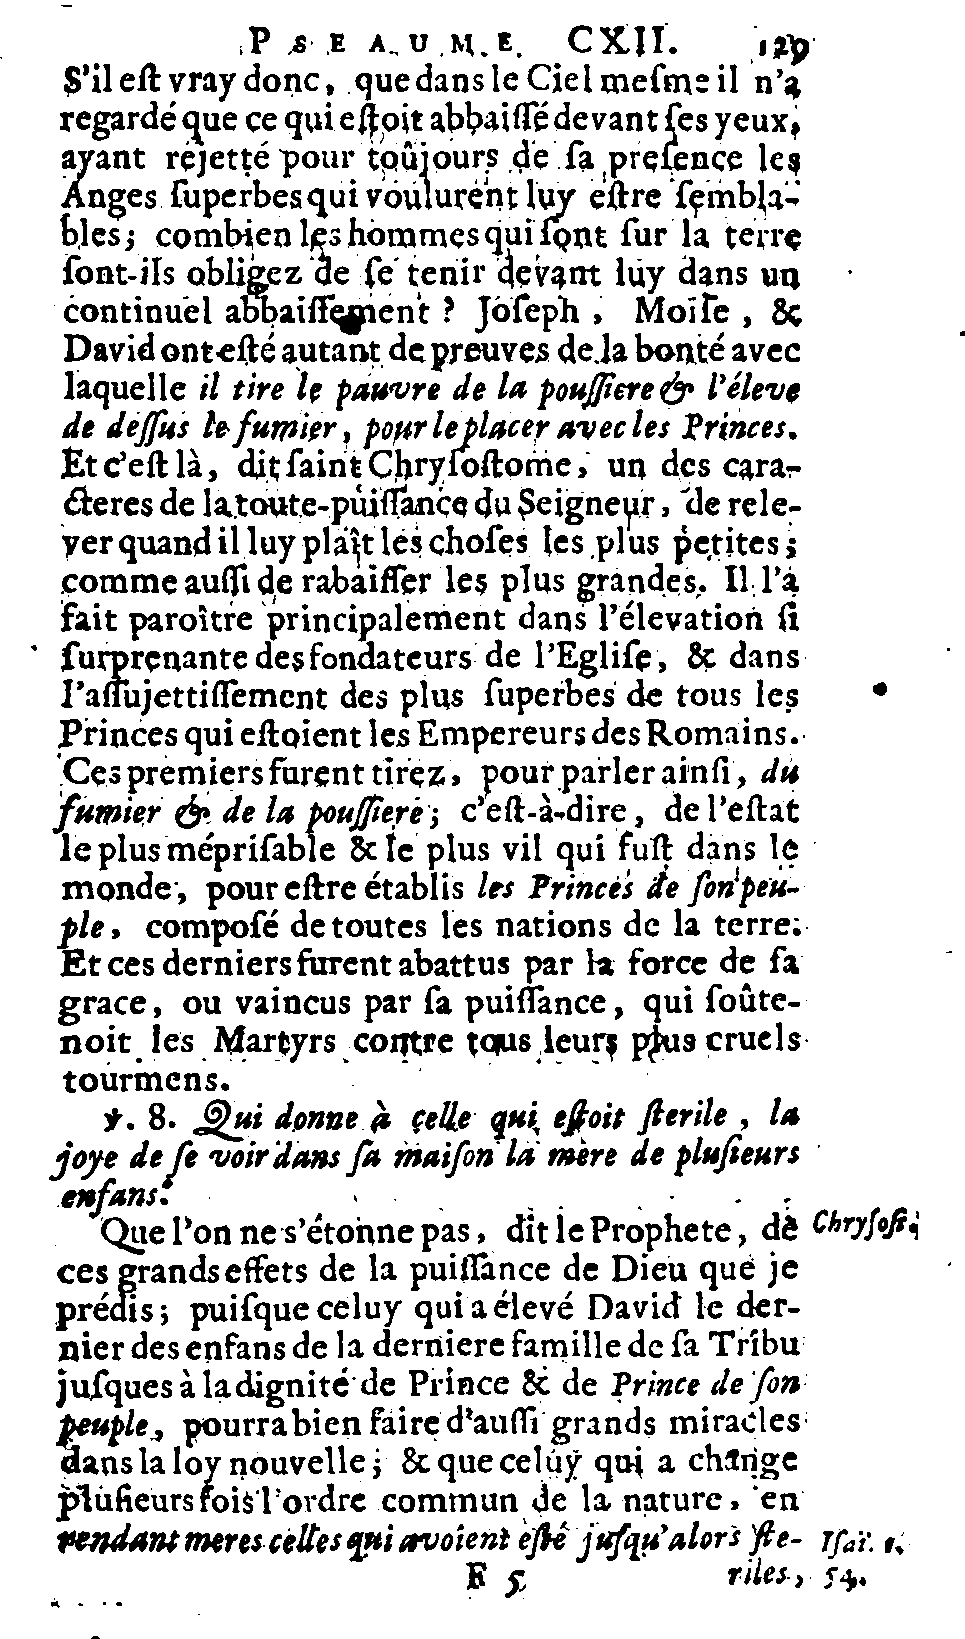 PSEAUME CXII. 129
S'il eſt vray donc, que dans le Ciel meſme il n'a
regardé que ce qui eſtoit abbaiſſé devant ſes yeux,
ayant rejetté pour toûjours de ſa preſence les
Anges ſuperbes qui voulurent luy eſtre ſembla-
bles; combien les hommes qui ſont ſur la terre
ſont-ils obligez de ſe tenir devant luy dans un
continuel abbaiſſement ? Joſeph, Moïſe, &
David ont eſté autant de preuves de la bonté avec
laquelle il tire le pauvre de la pouſſiere & l'éleve
de deſſus le fumier, pour le placer avec les Princes.
Et c'eſt là, dit ſaint Chryſoſtome, un des cara-
cteres de la toute-puiſſance du Seigneur, de rele-
ver quand il luy plaît les choſes les plus petites;
comme auſſi de rabaiſſer les plus grandes. Il l'a
fait paroître principalement dans l'élevation ſi
ſurprenante des fondateurs de l'Egliſe, & dans
l'aſſujettiſſement des plus ſuperbes de tous les
Princes qui eſtoient les Empereurs des Romains.
Ces premiers furent tirez, pour parler ainſi, du
fumier & de la pouſſiere; c'eſt-à-dire, de l'eſtat
le plus mépriſable & le plus vil qui fuſt dans le
monde, pour eſtre établis les Princes de ſon peu-
ple, compoſé de toutes les nations de la terre.
Et ces derniers furent abattus par la force de ſa
grace, ou vaincus par ſa puiſſance, qui ſoûte-
noit les Martyrs contre tous leurs plus cruels
tourmens.
℣. 8. Qui donne à celle qui eſtoit ſterile, la
joye de ſe voir dans ſa maiſon la mere de pluſieurs
enfans.
Que l'on ne s'étonne pas, dit le Prophete, de Chryſoſt.
ces grands effets de la puiſſance de Dieu que je
prédis; puiſque celuy qui a élevé David le der-
nier des enfans de la derniere famille de ſa Tribu
juſques à la dignité de Prince & de Prince de ſon
peuple, pourra bien faire d'auſſi grands miracles
dans la loy nouvelle; & que celuy qui a changé
pluſieurs fois l'ordre commun de la nature, en
rendant meres celles qui avoient eſté juſqu'alors ſte- Iſaï. 1.
F 5 riles, 54.